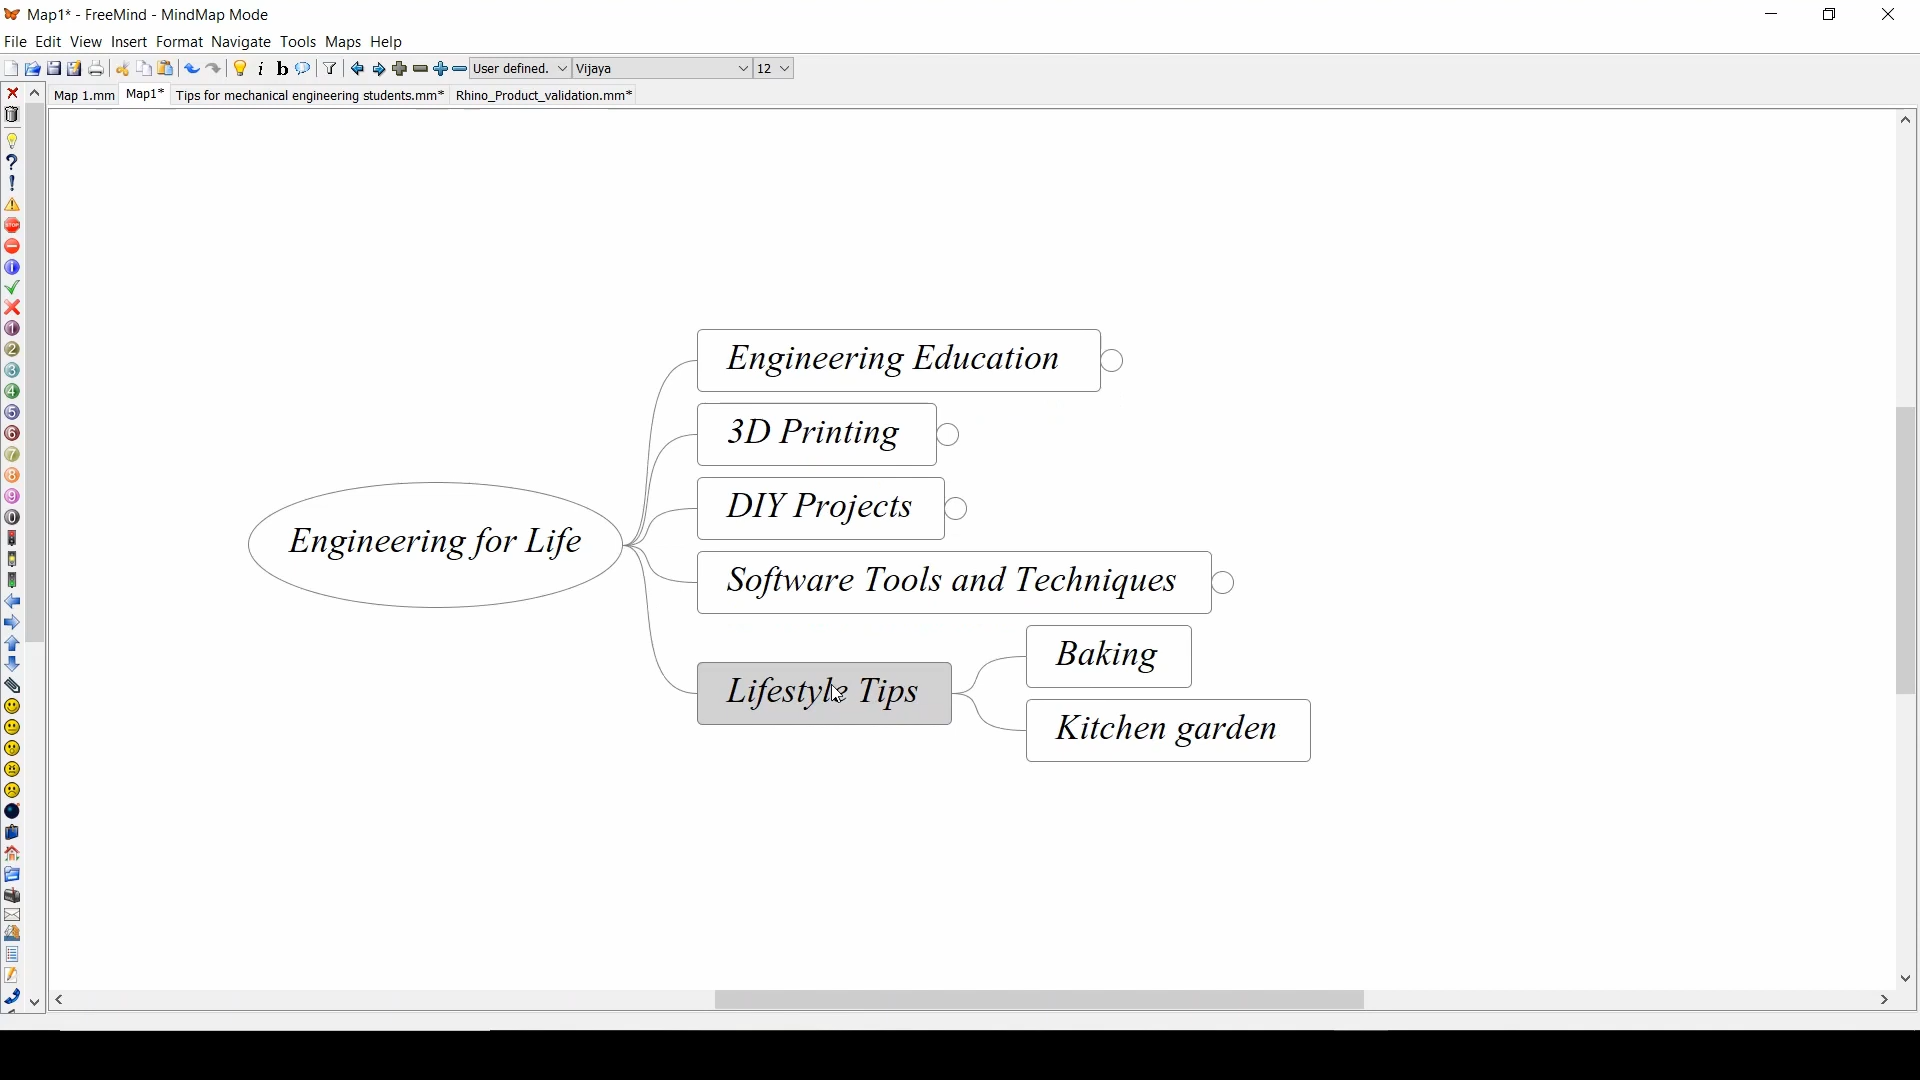 Map1* - FreeMind - MindMap Mode
File Edit View Insert Format Navigate Tools Maps Help
User defined. Vijaya 12
Map 1.mm Map1* Tips for mechanical engineering students.mm* Rhino_Product_validation.mm*
Engineering Education
3D Printing
DIY Projects
Engineering for Life
Software Tools and Techniques
Baking
Lifestyle Tips
Kitchen garden